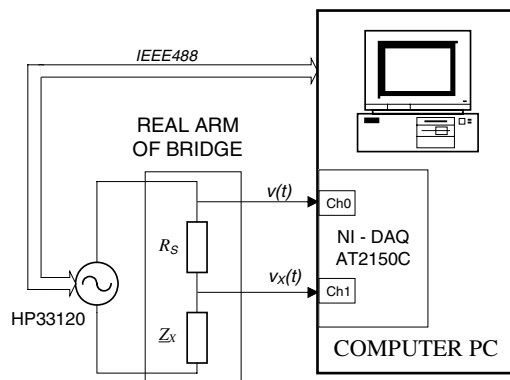 IEEE488
REAL ARM
OF BRIDGE
v(t)
Ch0
NI - DAQ
AT2150C
R_S
v_X(t)
Ch1
HP33120
Z_X
COMPUTER PC